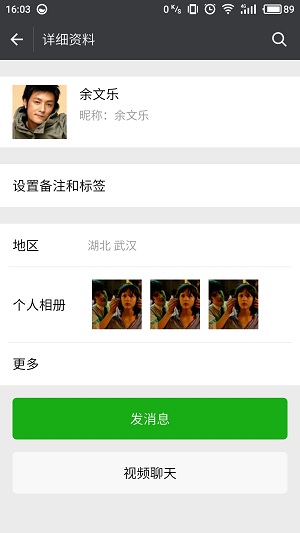 16:03 0 K/s 4G 89
详细资料
余文乐
昵称：余文乐
设置备注和标签
地区 湖北 武汉
个人相册
更多
发消息
视频聊天